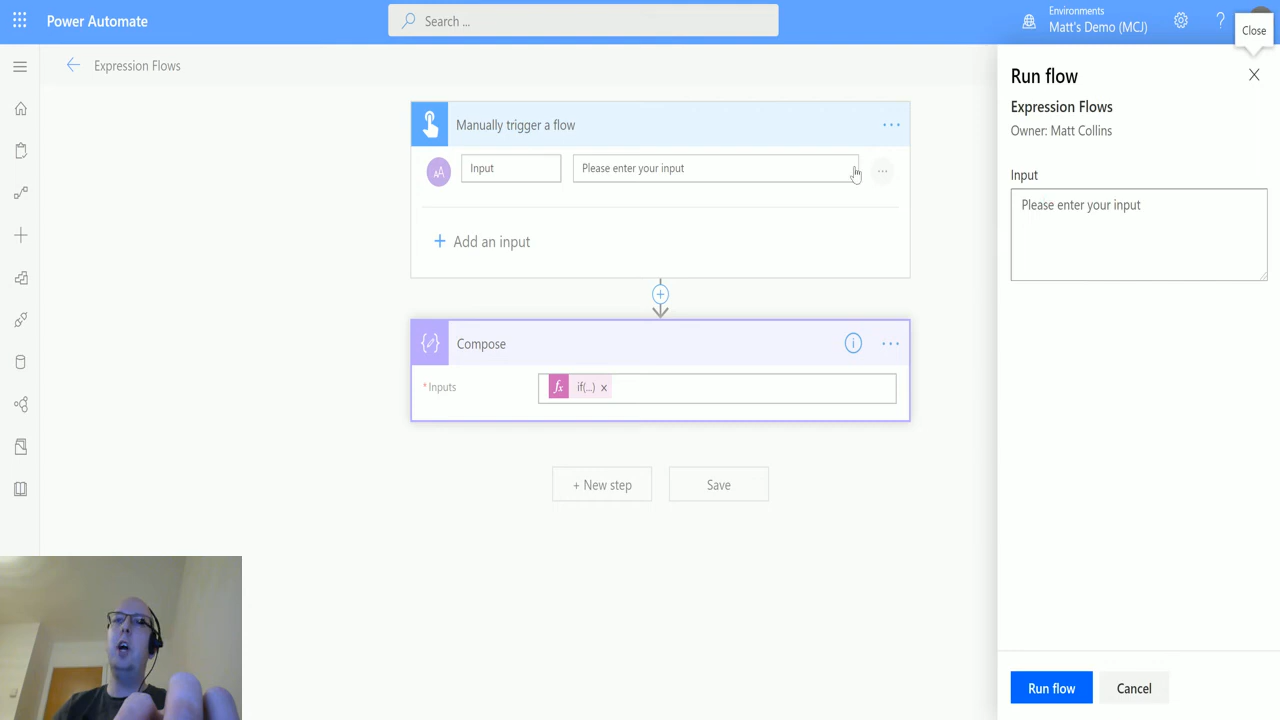 Power Automate
Search ...
Environments
Matt's Demo (MCJ)
?
Close
Expression Flows
Run flow
Expression Flows
Owner: Matt Collins
Input
Please enter your input
Manually trigger a flow
AA
Input
Please enter your input
+ Add an input
Compose
* Inputs
fx if(...) x
+ New step
Save
Run flow
Cancel